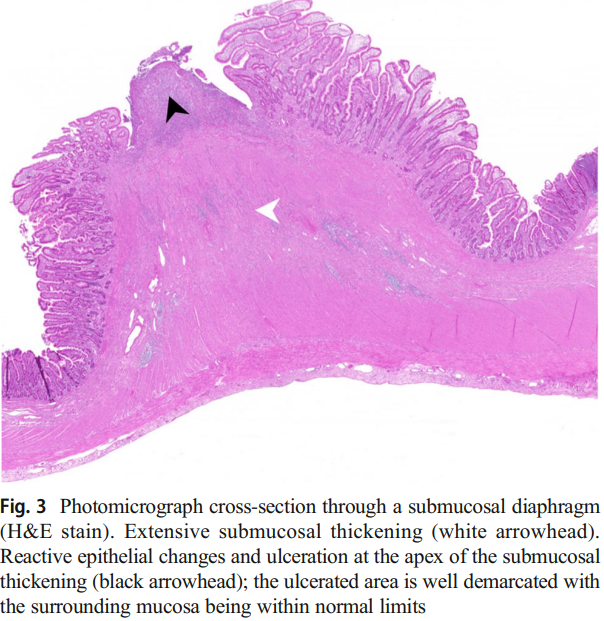 Fig. 3 Photomicrograph cross-section through a submucosal diaphragm
(H&E stain). Extensive submucosal thickening (white arrowhead).
Reactive epithelial changes and ulceration at the apex of the submucosal
thickening (black arrowhead); the ulcerated area is well demarcated with
the surrounding mucosa being within normal limits